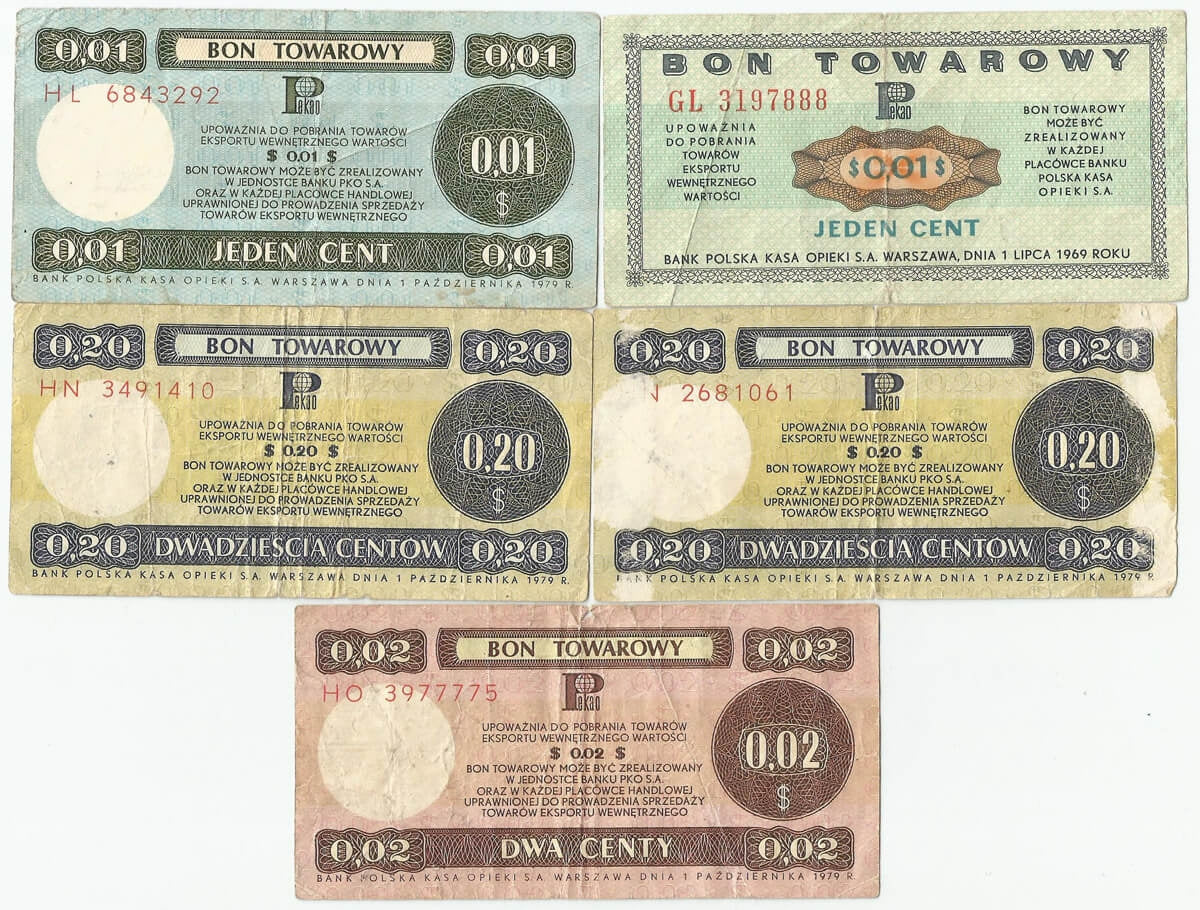 0,01 BON TOWAROWY 0,01
HL 6843292
Pekao
UPOWAŻNIA DO POBRANIA TOWARÓW
EKSPORTU WEWNĘTRZNEGO WARTOŚCI
$ 0.01 $
BON TOWAROWY MOŻE BYĆ ZREALIZOWANY
W JEDNOSTCE BANKU PKO S.A.
ORAZ W KAŻDEJ PLACÓWCE HANDLOWEJ
UPRAWNIONEJ DO PROWADZENIA SPRZEDAŻY
TOWARÓW EKSPORTU WEWNĘTRZNEGO
0,01
$
0,01 JEDEN CENT 0,01
BANK POLSKA KASA OPIEKI S.A. WARSZAWA DNIA 1 PAŹDZIERNIKA 1979 R.
BON TOWAROWY
GL 3197888
Pekao
UPOWAŻNIA
DO POBRANIA
TOWARÓW
EKSPORTU
WEWNĘTRZNEGO
WARTOŚCI
$0,01$
BON TOWAROWY
MOŻE BYĆ
ZREALIZOWANY
W KAŻDEJ
PLACÓWCE BANKU
POLSKA KASA
OPIEKI S.A.
JEDEN CENT
BANK POLSKA KASA OPIEKI S.A. WARSZAWA, DNIA 1 LIPCA 1969 ROKU
0,20 BON TOWAROWY 0,20
HN 3491410
Pekao
UPOWAŻNIA DO POBRANIA TOWARÓW
EKSPORTU WEWNĘTRZNEGO WARTOŚCI
$ 0.20 $
BON TOWAROWY MOŻE BYĆ ZREALIZOWANY
W JEDNOSTCE BANKU PKO S.A.
ORAZ W KAŻDEJ PLACÓWCE HANDLOWEJ
UPRAWNIONEJ DO PROWADZENIA SPRZEDAŻY
TOWARÓW EKSPORTU WEWNĘTRZNEGO
0,20
$
0,20 DWADZIEŚCIA CENTÓW 0,20
BANK POLSKA KASA OPIEKI S.A. WARSZAWA DNIA 1 PAŹDZIERNIKA 1979 R.
0,20 BON TOWAROWY 0,20
2681061
Pekao
UPOWAŻNIA DO POBRANIA TOWARÓW
EKSPORTU WEWNĘTRZNEGO WARTOŚCI
$ 0.20 $
BON TOWAROWY MOŻE BYĆ ZREALIZOWANY
W JEDNOSTCE BANKU PKO S.A.
ORAZ W KAŻDEJ PLACÓWCE HANDLOWEJ
UPRAWNIONEJ DO PROWADZENIA SPRZEDAŻY
TOWARÓW EKSPORTU WEWNĘTRZNEGO
0,20
$
0,20 DWADZIEŚCIA CENTÓW 0,20
POLSKA KASA OPIEKI S.A. WARSZAWA DNIA 1 PAŹDZIERNIKA 1979 R.
0,02 BON TOWAROWY 0,02
HO 3977775
Pekao
UPOWAŻNIA DO POBRANIA TOWARÓW
EKSPORTU WEWNĘTRZNEGO WARTOŚCI
$ 0.02 $
BON TOWAROWY MOŻE BYĆ ZREALIZOWANY
W JEDNOSTCE BANKU PKO S.A.
ORAZ W KAŻDEJ PLACÓWCE HANDLOWEJ
UPRAWNIONEJ DO PROWADZENIA SPRZEDAŻY
TOWARÓW EKSPORTU WEWNĘTRZNEGO
0,02
$
0,02 DWA CENTY 0,02
BANK POLSKA KASA OPIEKI S.A. WARSZAWA DNIA 1 PAŹDZIERNIKA 1979 R.